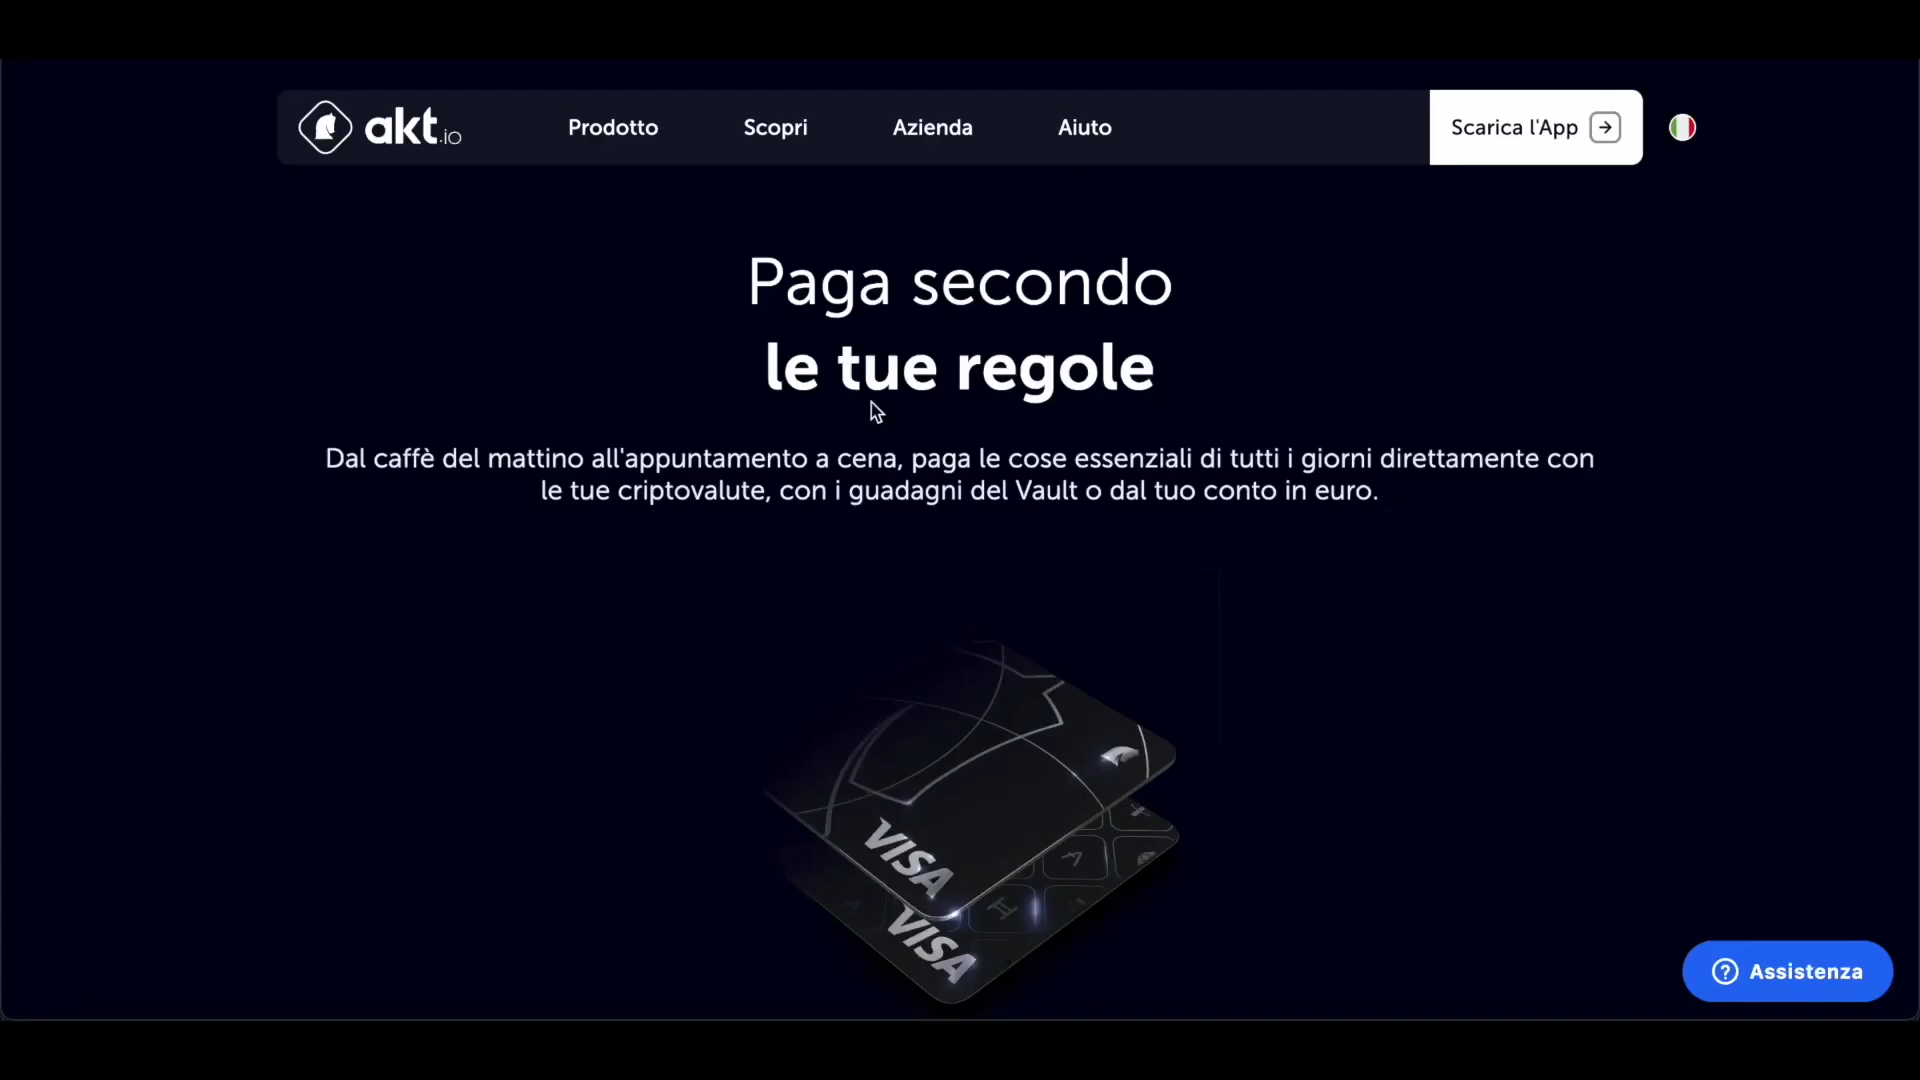 akt.io
Prodotto
Scopri
Azienda
Aiuto
Scarica l'App
Paga secondo
le tue regole
Dal caffè del mattino all'appuntamento a cena, paga le cose essenziali di tutti i giorni direttamente con
le tue criptovalute, con i guadagni del Vault o dal tuo conto in euro.
VISA
VISA
Assistenza